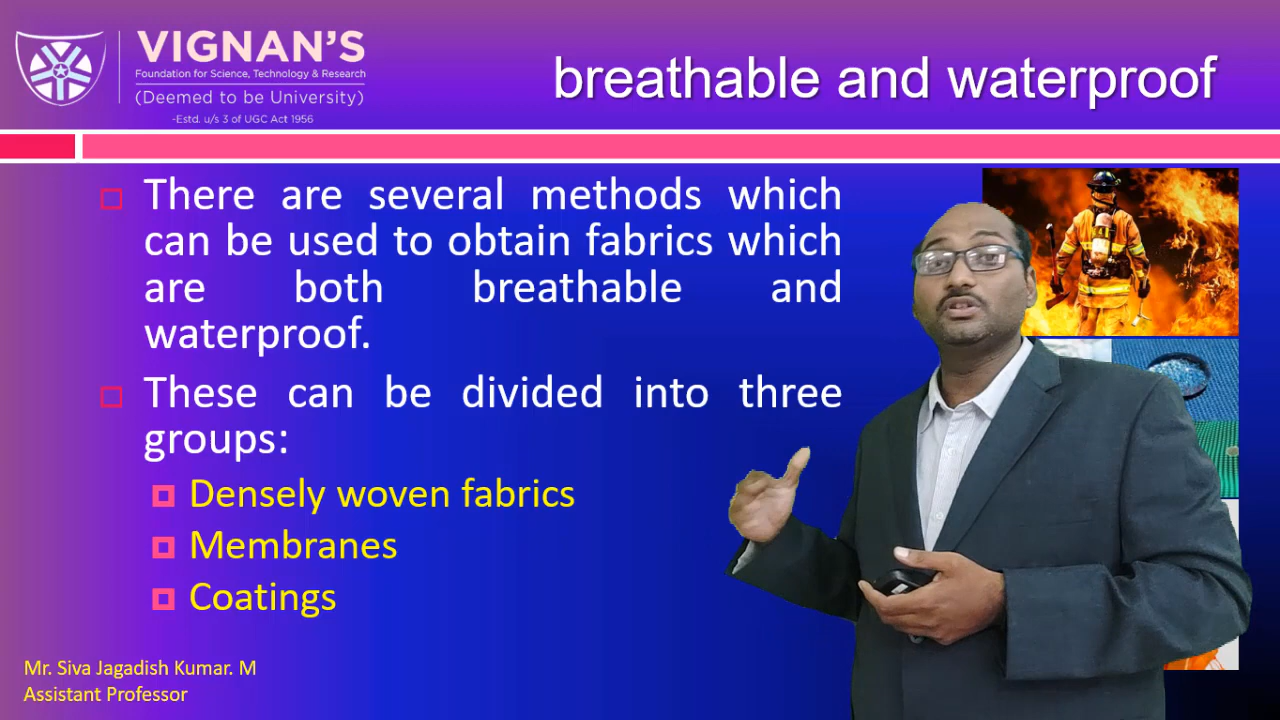 VIGNAN'S
Foundation for Science, Technology & Research
(Deemed to be University)
-Estd. u/s 3 of UGC Act 1956
breathable and waterproof
There are several methods which
can be used to obtain fabrics which
are both breathable and
waterproof.
These can be divided into three
groups:
Densely woven fabrics
Membranes
Coatings
Mr. Siva Jagadish Kumar. M
Assistant Professor